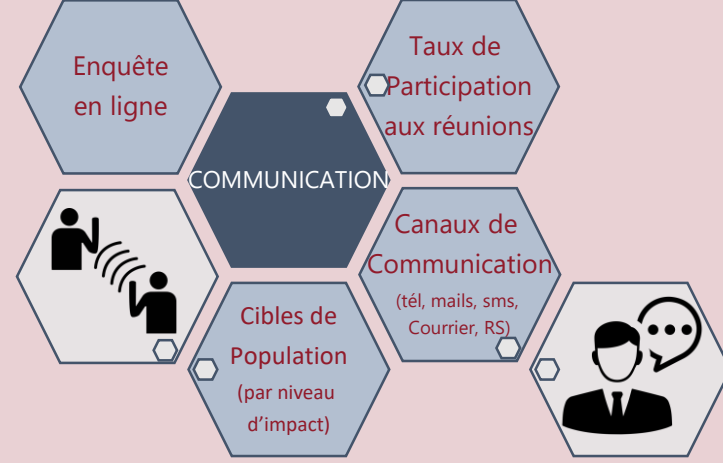 Enquête
en ligne
Taux de
Participation
aux réunions
COMMUNICATION
Canaux de
Communication
(tél, mails, sms,
Courrier, RS)
Cibles de
Population
(par niveau
d’impact)